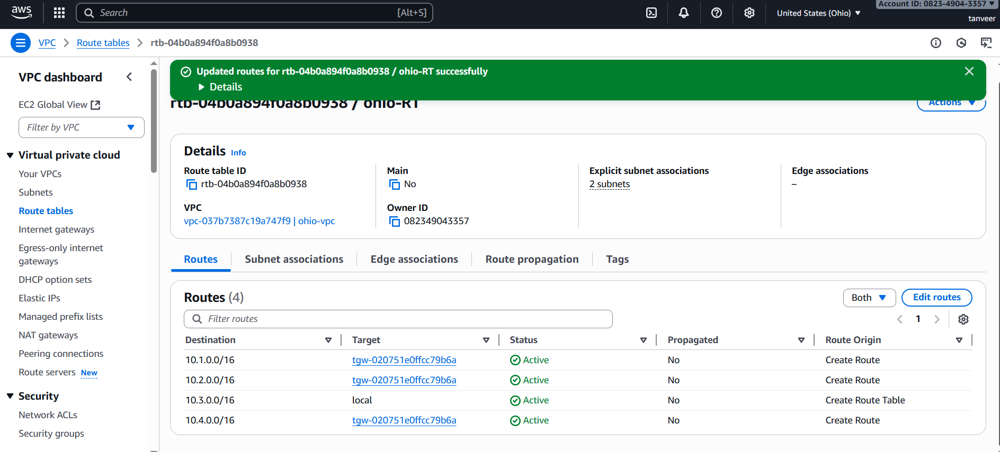 aws
Search [Alt+S]
United States (Ohio)
Account ID: 0823-4904-3357
tanveer
VPC
Route tables
rtb-04b0a894f0a8b0938
VPC dashboard
EC2 Global View
Filter by VPC
Virtual private cloud
Your VPCs
Subnets
Route tables
Internet gateways
Egress-only internet
gateways
DHCP option sets
Elastic IPs
Managed prefix lists
NAT gateways
Peering connections
Route servers New
Security
Network ACLs
Security groups
Updated routes for rtb-04b0a894f0a8b0938 / ohio-RT successfully
Details
rtb-04b0a894f0a8b0938 / ohio-RT
Actions
Details Info
Route table ID
rtb-04b0a894f0a8b0938
Main
No
Explicit subnet associations
2 subnets
Edge associations
–
VPC
vpc-037b7387c19a747f9 | ohio-vpc
Owner ID
082349043357
Routes
Subnet associations
Edge associations
Route propagation
Tags
Routes (4)
Both
Edit routes
Filter routes
1
Destination Target Status Propagated Route Origin
10.1.0.0/16 tgw-020751e0ffcc79b6a Active No Create Route
10.2.0.0/16 tgw-020751e0ffcc79b6a Active No Create Route
10.3.0.0/16 local Active No Create Route Table
10.4.0.0/16 tgw-020751e0ffcc79b6a Active No Create Route